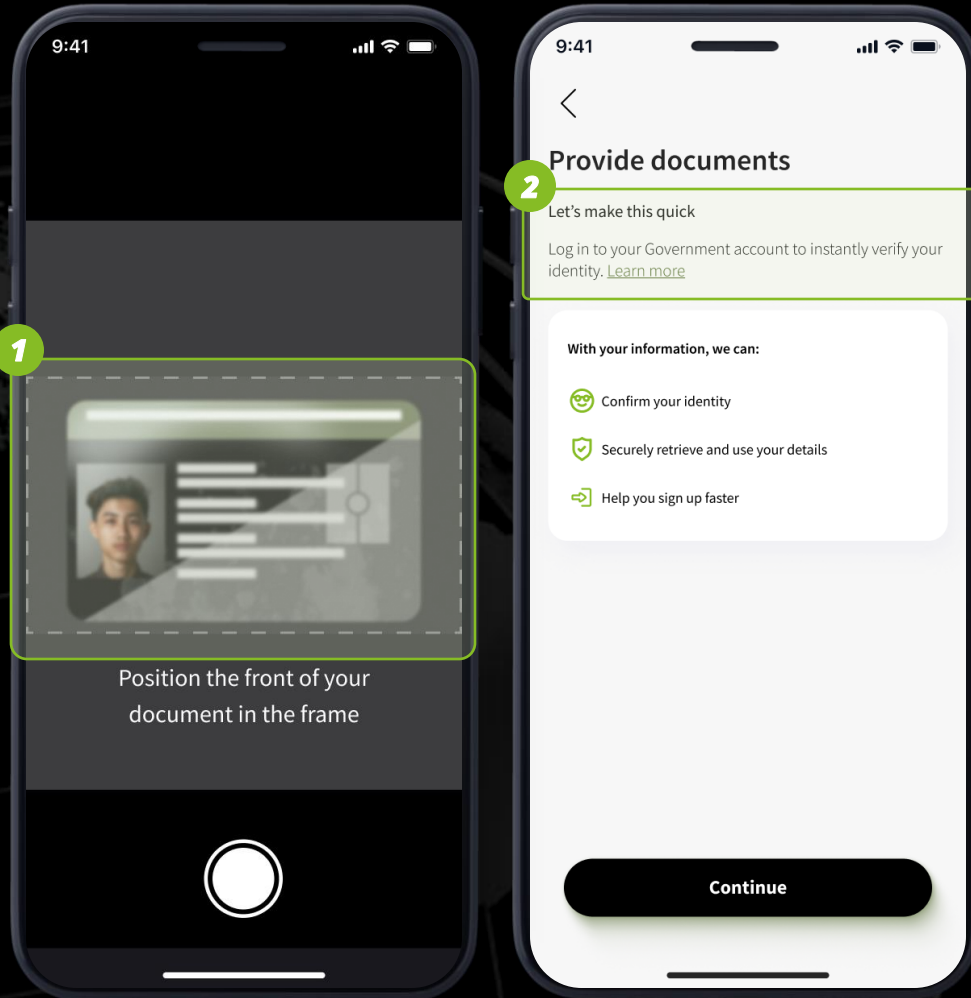 9:41
1
Position the front of your
document in the frame
9:41
Provide documents
2
Let’s make this quick
Log in to your Government account to instantly verify your
identity. Learn more
With your information, we can:
Confirm your identity
Securely retrieve and use your details
Help you sign up faster
Continue